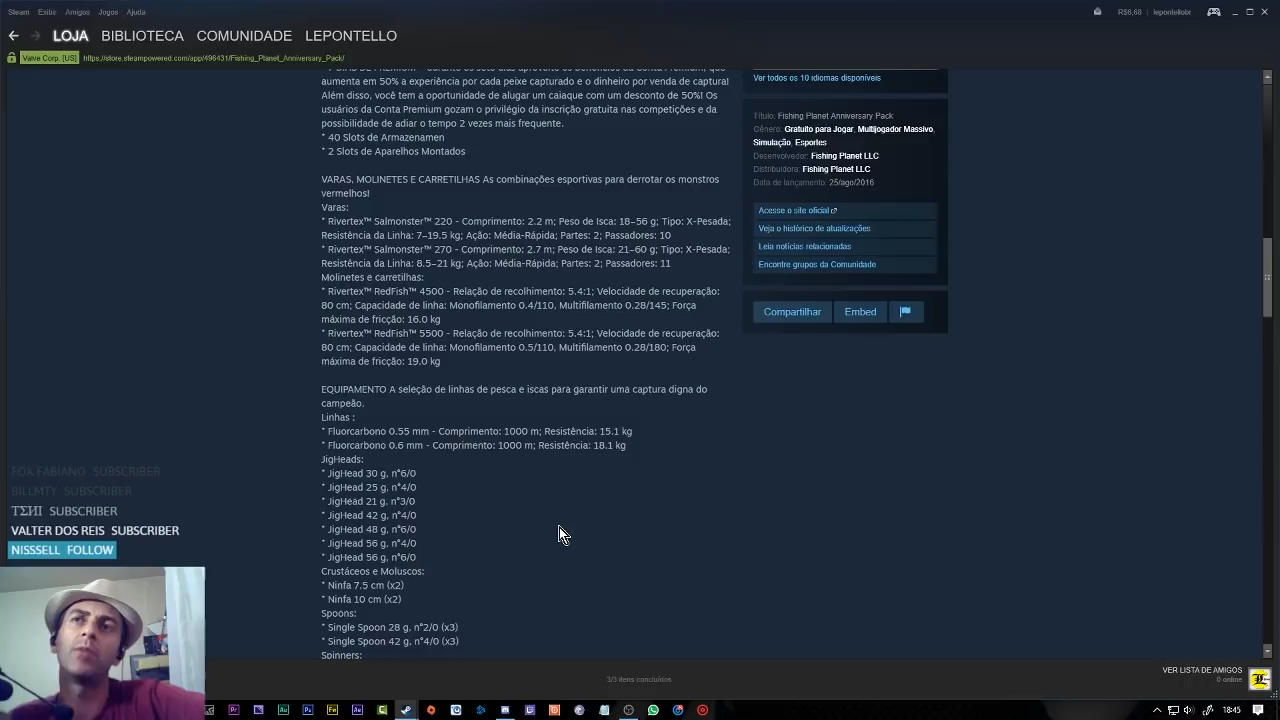 Steam Exibir Amigos Jogos Ajuda
R$6,68 lepontellobr
LOJA BIBLIOTECA COMUNIDADE LEPONTELLO
Valve Corp. [US] https://store.steampowered.com/app/496431/Fishing_Planet_Anniversary_Pack/
aumenta em 50% a experiência por cada peixe capturado e o dinheiro por venda de captura!
Além disso, você tem a oportunidade de alugar um caiaque com um desconto de 50%! Os
usuários da Conta Premium gozam o privilégio da inscrição gratuita nas competições e da
possibilidade de adiar o tempo 2 vezes mais frequente.
* 40 Slots de Armazenamen
* 2 Slots de Aparelhos Montados
VARAS, MOLINETES E CARRETILHAS As combinações esportivas para derrotar os monstros
vermelhos!
Varas:
* Rivertex™ Salmonster™ 220 - Comprimento: 2.2 m; Peso de Isca: 18–56 g; Tipo: X-Pesada;
Resistência da Linha: 7–19.5 kg; Ação: Média-Rápida; Partes: 2; Passadores: 10
* Rivertex™ Salmonster™ 270 - Comprimento: 2.7 m; Peso de Isca: 21–60 g; Tipo: X-Pesada;
Resistência da Linha: 8.5–21 kg; Ação: Média-Rápida; Partes: 2; Passadores: 11
Molinetes e carretilhas:
* Rivertex™ RedFish™ 4500 - Relação de recolhimento: 5.4:1; Velocidade de recuperação:
80 cm; Capacidade de linha: Monofilamento 0.4/110, Multifilamento 0.28/145; Força
máxima de fricção: 16.0 kg
* Rivertex™ RedFish™ 5500 - Relação de recolhimento: 5.4:1; Velocidade de recuperação:
80 cm; Capacidade de linha: Monofilamento 0.5/110, Multifilamento 0.28/180; Força
máxima de fricção: 19.0 kg
EQUIPAMENTO A seleção de linhas de pesca e iscas para garantir uma captura digna do
campeão.
Linhas :
* Fluorcarbono 0.55 mm - Comprimento: 1000 m; Resistência: 15.1 kg
* Fluorcarbono 0.6 mm - Comprimento: 1000 m; Resistência: 18.1 kg
JigHeads:
* JigHead 30 g, n°6/0
* JigHead 25 g, n°4/0
* JigHead 21 g, n°3/0
* JigHead 42 g, n°4/0
* JigHead 48 g, n°6/0
* JigHead 56 g, n°4/0
* JigHead 56 g, n°6/0
Crustáceos e Moluscos:
* Ninfa 7,5 cm (x2)
* Ninfa 10 cm (x2)
Spoons:
* Single Spoon 28 g, n°2/0 (x3)
* Single Spoon 42 g, n°4/0 (x3)
Spinners:
Ver todos os 10 idiomas disponíveis
Título: Fishing Planet Anniversary Pack
Gênero: Gratuito para Jogar, Multijogador Massivo,
Simulação, Esportes
Desenvolvedor: Fishing Planet LLC
Distribuidora: Fishing Planet LLC
Data de lançamento: 25/ago/2016
Acesse o site oficial
Veja o histórico de atualizações
Leia notícias relacionadas
Encontre grupos da Comunidade
Compartilhar Embed
FOX FABIANO SUBSCRIBER
BILLMTY SUBSCRIBER
TΣΗΙ SUBSCRIBER
VALTER DOS REIS SUBSCRIBER
NISSSELL FOLLOW
3/3 itens concluídos
VER LISTA DE AMIGOS
0 online
18:45